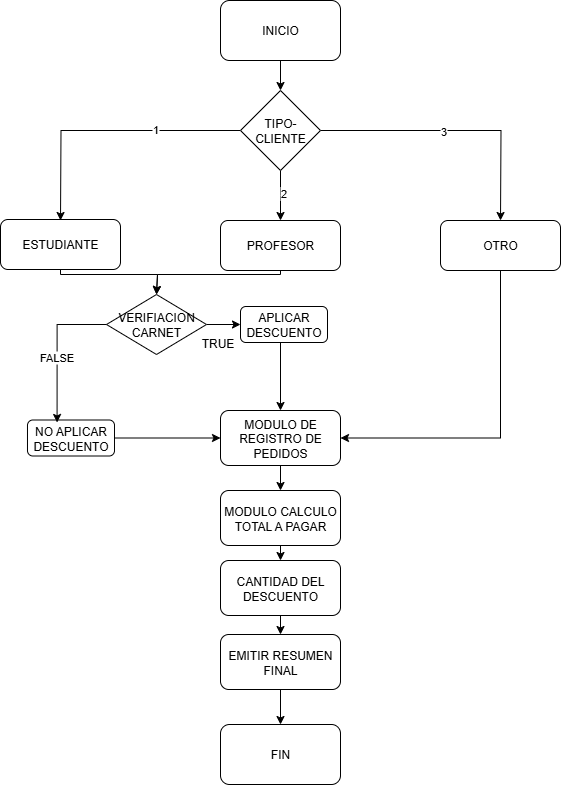 INICIO
TIPO-
CLIENTE
1
3
2
ESTUDIANTE
PROFESOR
OTRO
VERIFIACION
CARNET
APLICAR
DESCUENTO
TRUE
FALSE
NO APLICAR
DESCUENTO
MODULO DE
REGISTRO DE
PEDIDOS
MODULO CALCULO
TOTAL A PAGAR
CANTIDAD DEL
DESCUENTO
EMITIR RESUMEN
FINAL
FIN